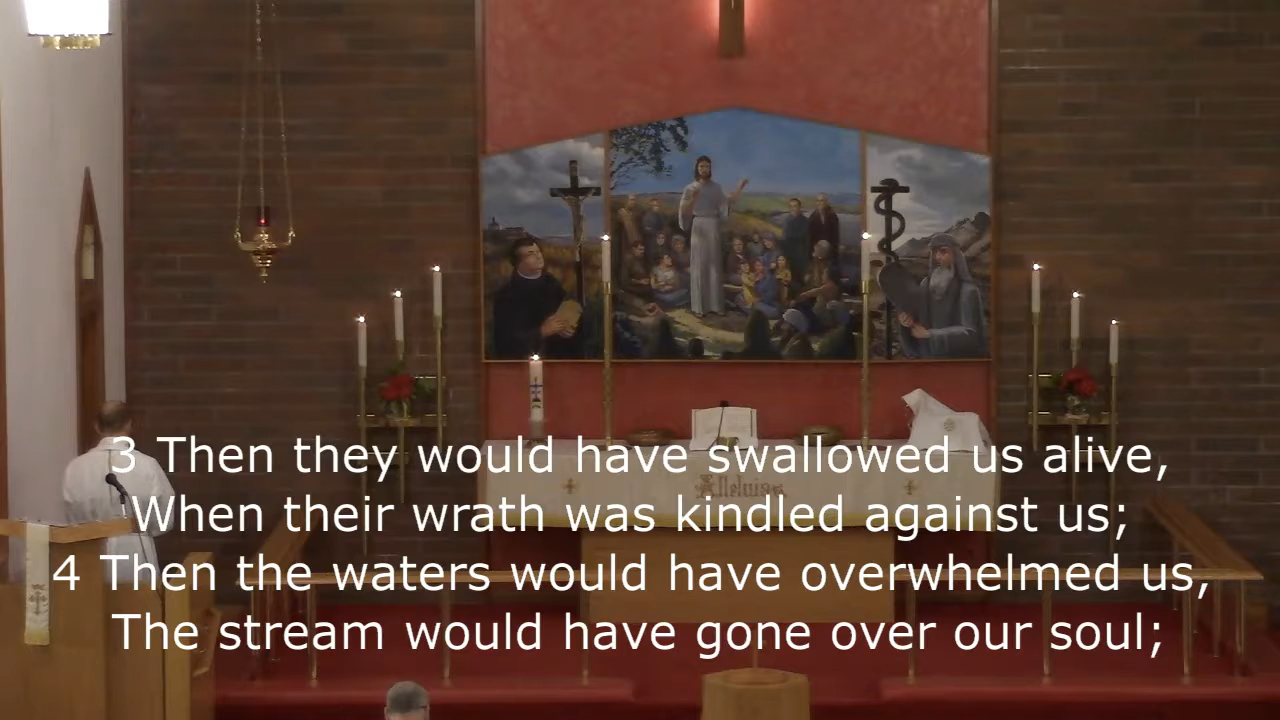 3 Then they would have swallowed us alive,
When their wrath was kindled against us;
4 Then the waters would have overwhelmed us,
The stream would have gone over our soul;
Alleluia